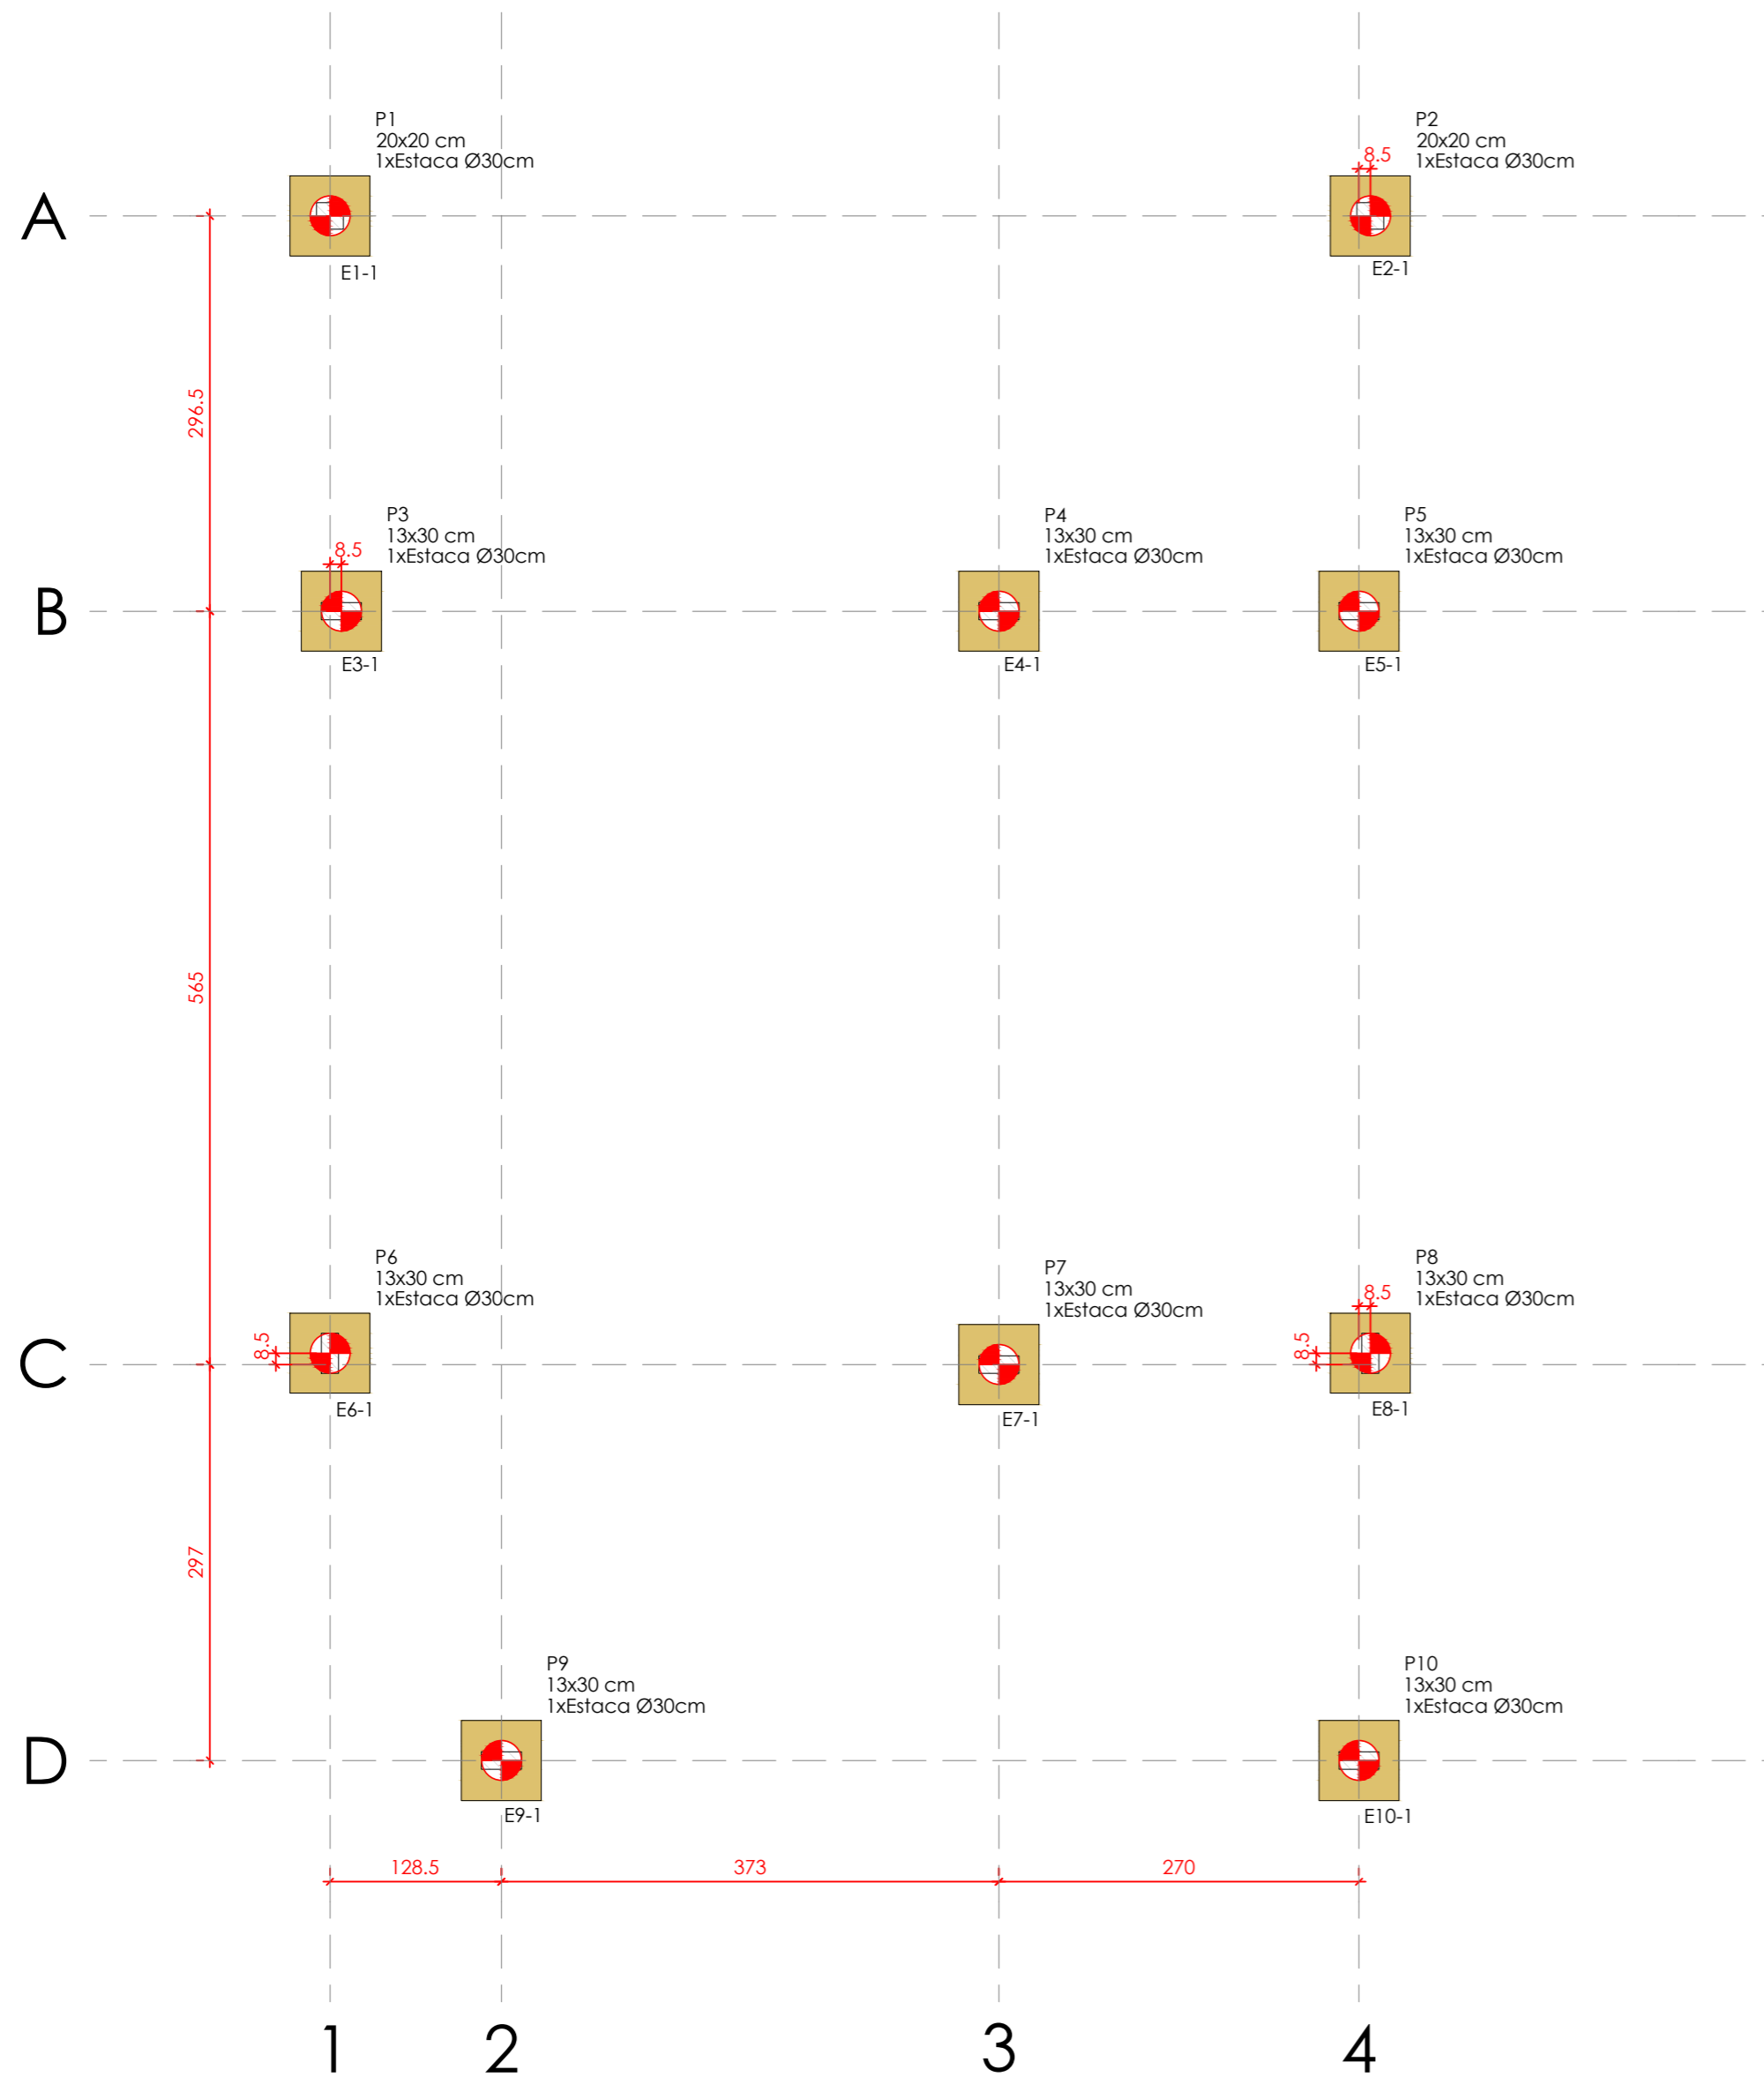 P1
20x20 cm
1xEstaca Ø30cm
P2
20x20 cm
1xEstaca Ø30cm
8.5
A
E1-1
E2-1
296.5
P3
13x30 cm
1xEstaca Ø30cm
8.5
P4
13x30 cm
1xEstaca Ø30cm
P5
13x30 cm
1xEstaca Ø30cm
B
E3-1
E4-1
E5-1
565
P6
13x30 cm
1xEstaca Ø30cm
8.5
P7
13x30 cm
1xEstaca Ø30cm
P8
13x30 cm
1xEstaca Ø30cm
8.5
8.5
C
E6-1
E7-1
E8-1
297
P9
13x30 cm
1xEstaca Ø30cm
P10
13x30 cm
1xEstaca Ø30cm
D
E9-1
E10-1
128.5
373
270
1
2
3
4